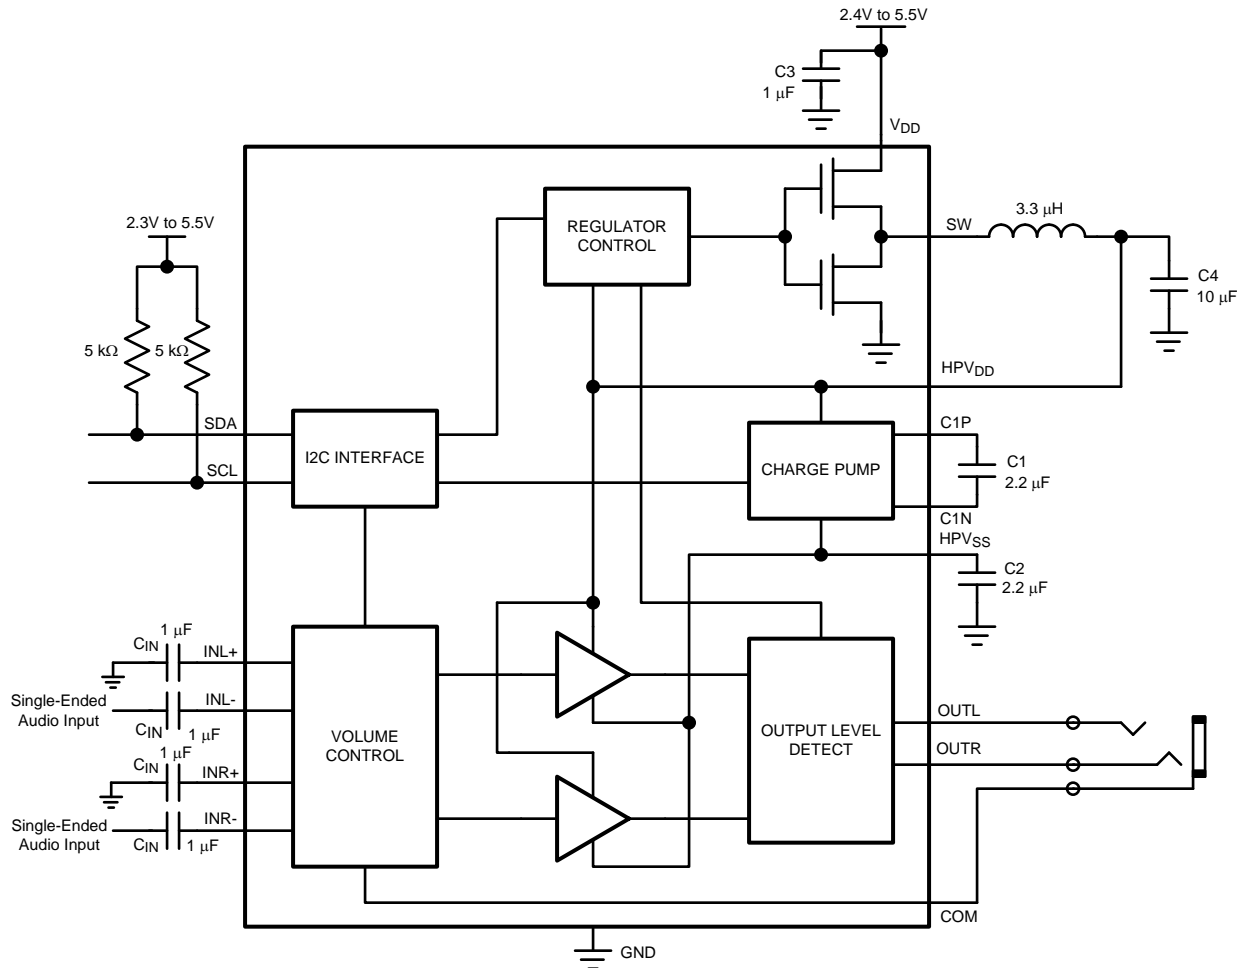 2.4V to 5.5V
C3
1 μF
VDD
2.3V to 5.5V
REGULATOR
CONTROL
SW
3.3 μH
C4
10 μF
5 kΩ
5 kΩ
HPVDD
SDA
I2C INTERFACE
SCL
CHARGE PUMP
C1P
C1
2.2 μF
C1N
HPVSS
C2
2.2 μF
1 μF
CIN
INL+
Single-Ended
Audio Input
INL-
CIN
1 μF
1 μF
CIN
INR+
Single-Ended
Audio Input
INR-
CIN
1 μF
VOLUME
CONTROL
OUTPUT LEVEL
DETECT
OUTL
OUTR
COM
GND